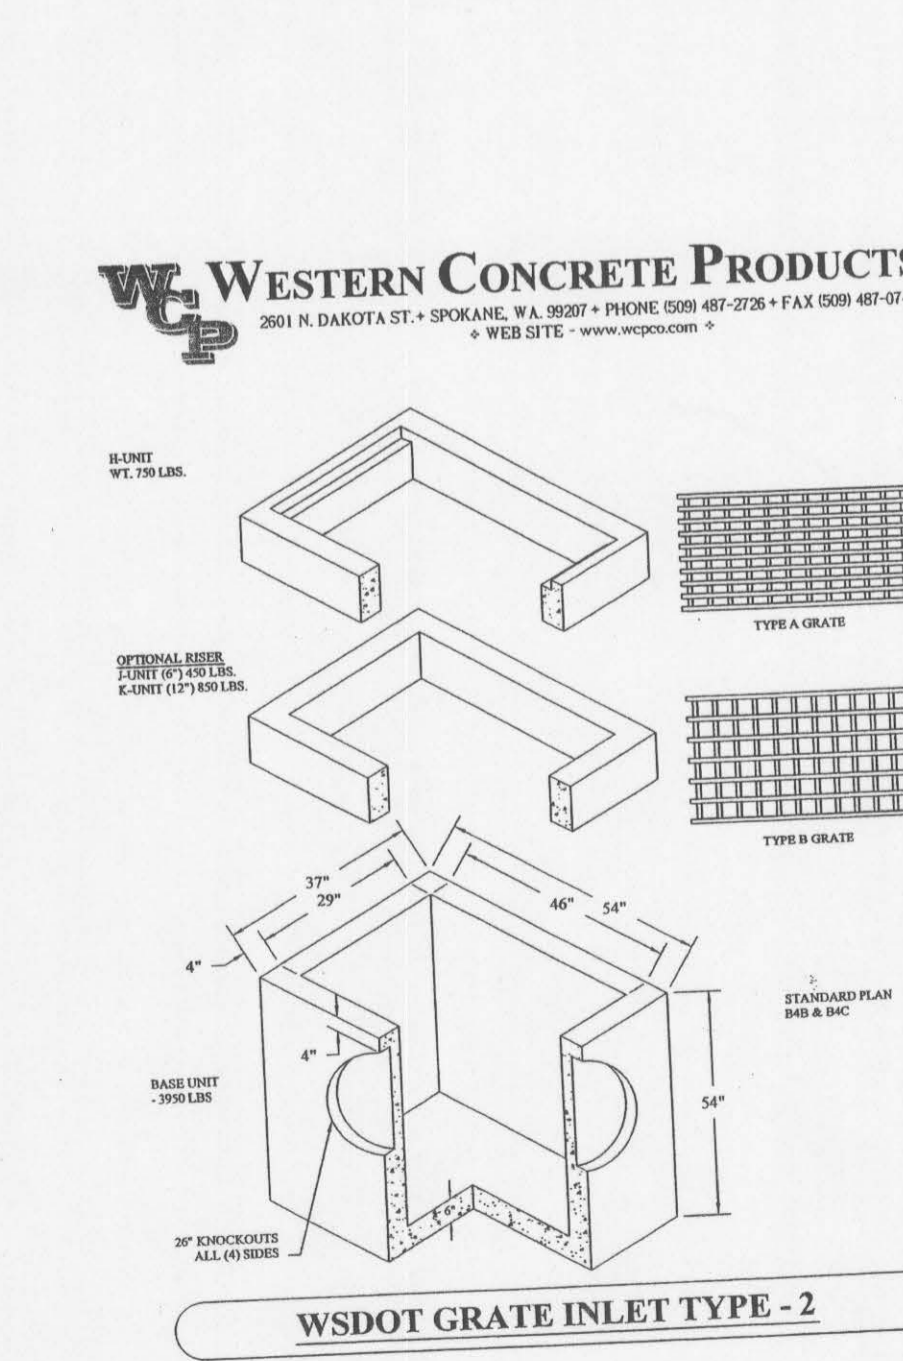 WCP
WESTERN CONCRETE PRODUCTS
2601 N. DAKOTA ST. + SPOKANE, WA. 99207 + PHONE (509) 487-2726 + FAX (509) 487-07
❖ WEB SITE - www.wcpco.com ❖
H-UNIT
WT. 750 LBS.
TYPE A GRATE
OPTIONAL RISER
J-UNIT (6") 450 LBS.
K-UNIT (12") 850 LBS.
TYPE B GRATE
37"
29"
46"
54"
4"
STANDARD PLAN
B4B & B4C
4"
BASE UNIT
- 3950 LBS
54"
6"
26" KNOCKOUTS
ALL (4) SIDES
WSDOT GRATE INLET TYPE - 2